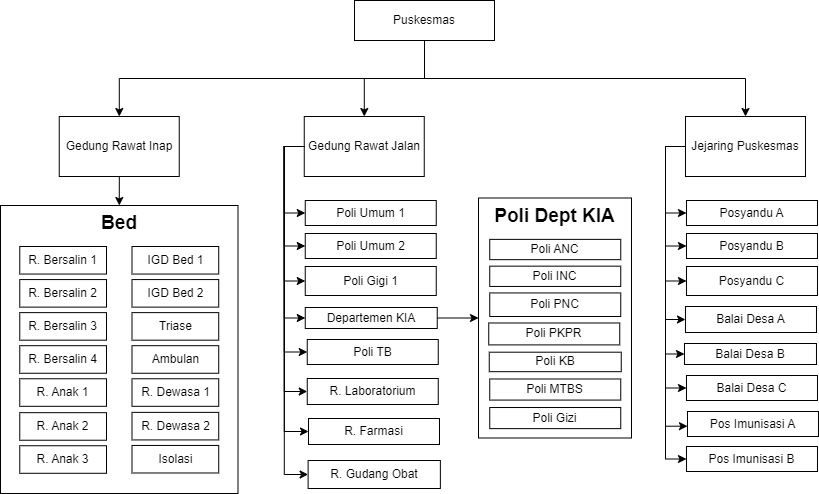 Puskesmas
Gedung Rawat Inap
Gedung Rawat Jalan
Jejaring Puskesmas
Bed
R. Bersalin 1
IGD Bed 1
R. Bersalin 2
IGD Bed 2
R. Bersalin 3
Triase
R. Bersalin 4
Ambulan
R. Anak 1
R. Dewasa 1
R. Anak 2
R. Dewasa 2
R. Anak 3
Isolasi
Poli Umum 1
Poli Umum 2
Poli Gigi 1
Departemen KIA
Poli TB
R. Laboratorium
R. Farmasi
R. Gudang Obat
Poli Dept KIA
Poli ANC
Poli INC
Poli PNC
Poli PKPR
Poli KB
Poli MTBS
Poli Gizi
Posyandu A
Posyandu B
Posyandu C
Balai Desa A
Balai Desa B
Balai Desa C
Pos Imunisasi A
Pos Imunisasi B